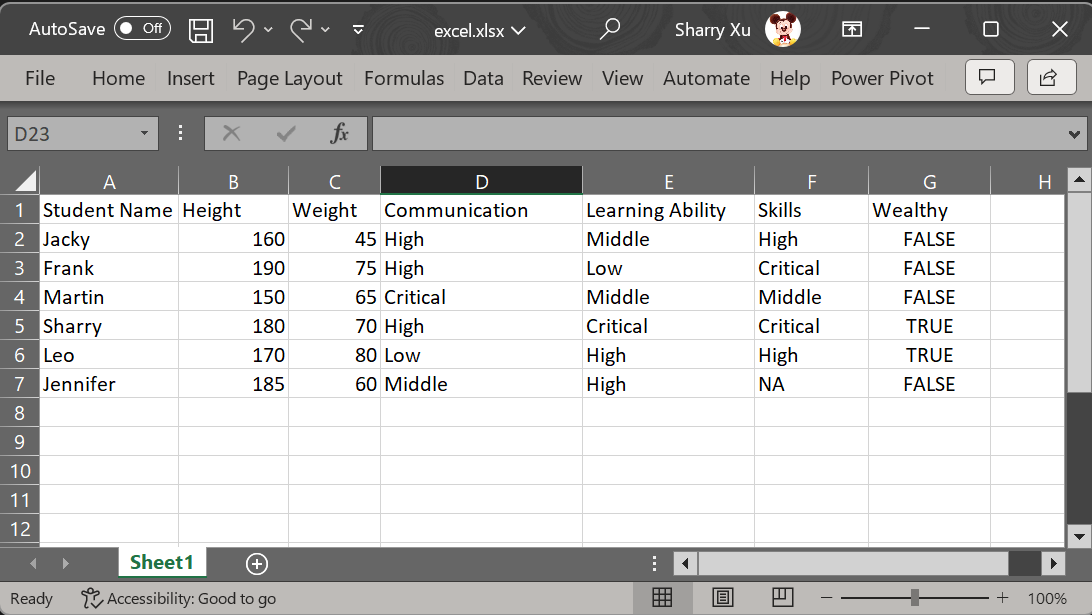 AutoSave Off excel.xlsx Sharry Xu
File Home Insert Page Layout Formulas Data Review View Automate Help Power Pivot
D23 fx
A B C D E F G H
1 Student Name Height Weight Communication Learning Ability Skills Wealthy
2 Jacky 160 45 High Middle High FALSE
3 Frank 190 75 High Low Critical FALSE
4 Martin 150 65 Critical Middle Middle FALSE
5 Sharry 180 70 High Critical Critical TRUE
6 Leo 170 80 Low High High TRUE
7 Jennifer 185 60 Middle High NA FALSE
8
9
10
11
12
Sheet1
Ready Accessibility: Good to go 100%